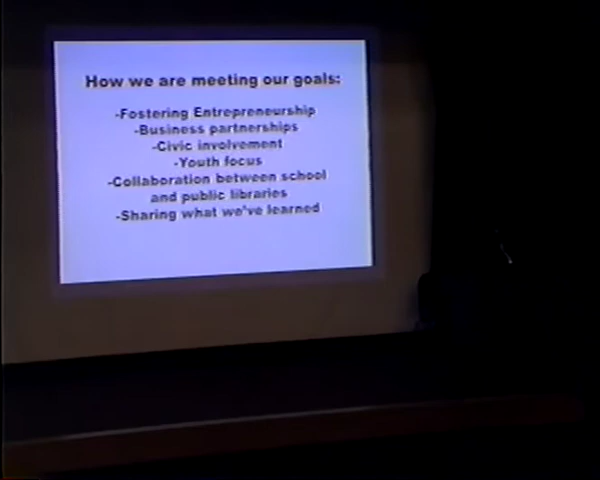 How we are meeting our goals:
-Fostering Entrepreneurship
-Business partnerships
-Civic involvement
-Youth focus
-Collaboration between school
and public libraries
-Sharing what we've learned